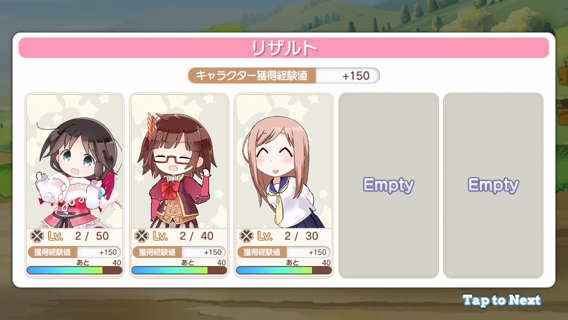 リザルト
キャラクター獲得経験値 +150
Lv. 2 / 50
獲得経験値 +150
あと 40
Lv. 2 / 40
獲得経験値 +150
あと 40
Lv. 2 / 30
獲得経験値 +150
あと 40
Empty
Empty
Tap to Next